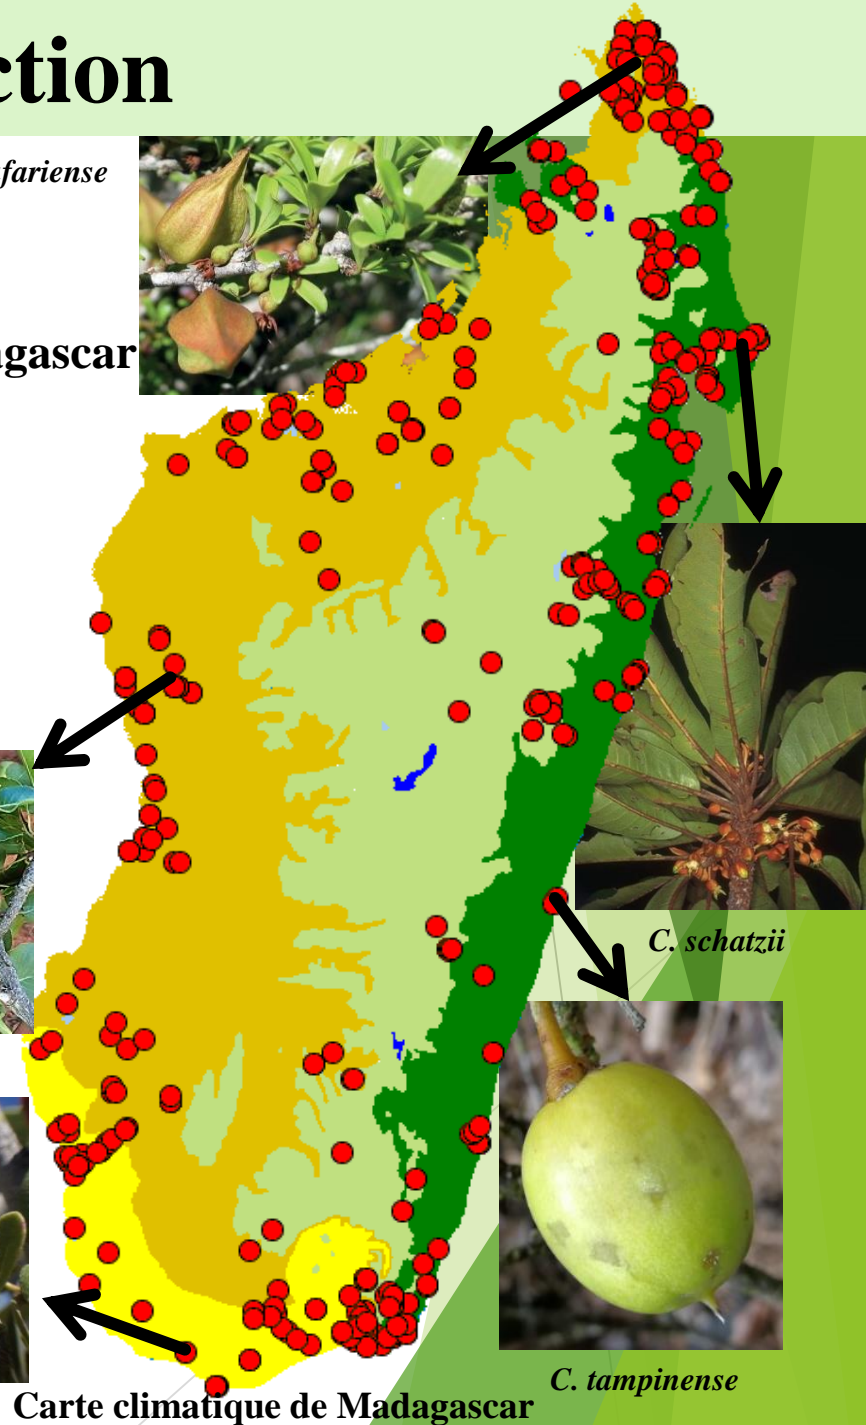 ction
fariense
agascar
C. schatzii
C. tampinense
Carte climatique de Madagascar